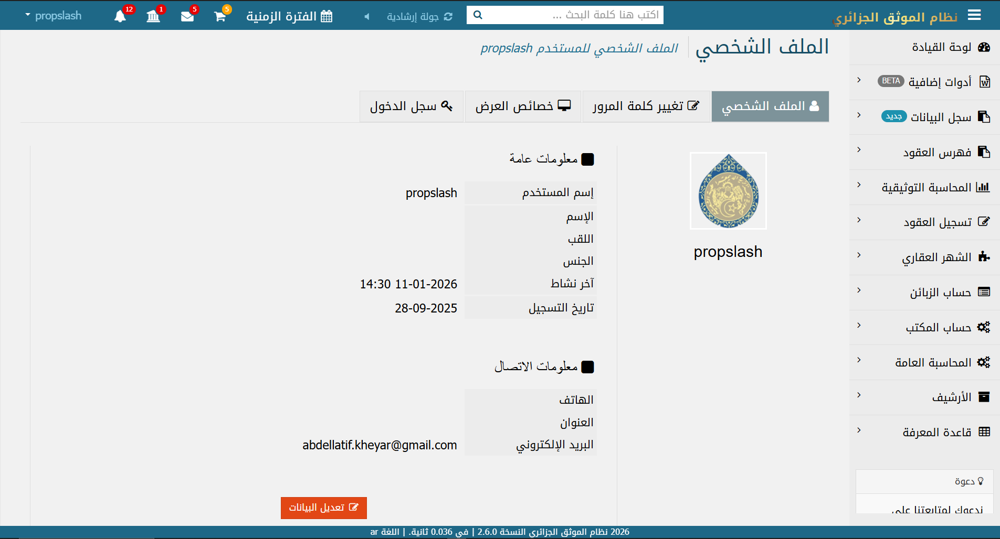 نظام الموثق الجزائري
اكتب هنا كلمة البحث ...
جولة إرشادية
الفترة الزمنية
5
5
1
12
propslash
لوحة القيادة
أدوات إضافية BETA
سجل البيانات جديد
فهرس العقود
المحاسبة التوثيقية
تسجيل العقود
الشهر العقاري
حساب الزبائن
حساب المكتب
المحاسبة العامة
الأرشيف
قاعدة المعرفة
دعوة
ندعوك لمتابعتنا على
الملف الشخصي
الملف الشخصي للمستخدم propslash
الملف الشخصي
تغيير كلمة المرور
خصائص العرض
سجل الدخول
propslash
معلومات عامة
إسم المستخدم propslash
الإسم
اللقب
الجنس
آخر نشاط 14:30 11-01-2026
تاريخ التسجيل 28-09-2025
معلومات الاتصال
الهاتف
العنوان
البريد الإلكتروني abdellatif.kheyar@gmail.com
تعديل البيانات
2026 نظام الموثق الجزائري النسخة 2.6.0 | في 0.036 ثانية. | اللغة ar